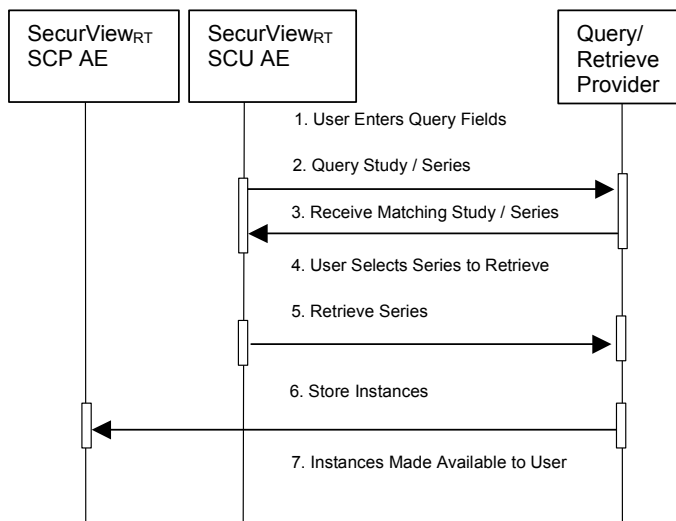 SecurViewRT
SCP AE
SecurViewRT
SCU AE
Query/
Retrieve
Provider
1. User Enters Query Fields
2. Query Study / Series
3. Receive Matching Study / Series
4. User Selects Series to Retrieve
5. Retrieve Series
6. Store Instances
7. Instances Made Available to User